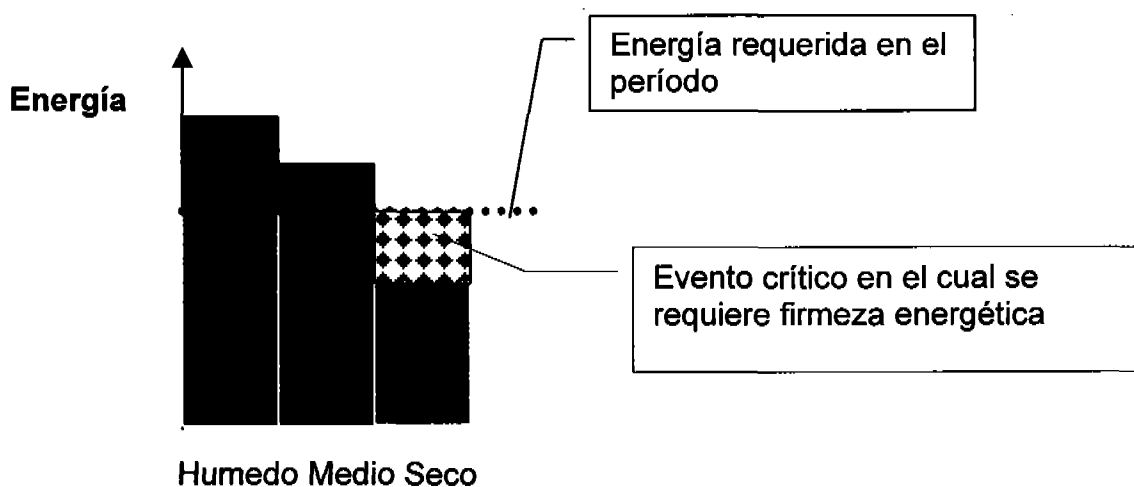 Energía
Energía requerida en el
período
Evento crítico en el cual se
requiere firmeza energética
Humedo Medio Seco